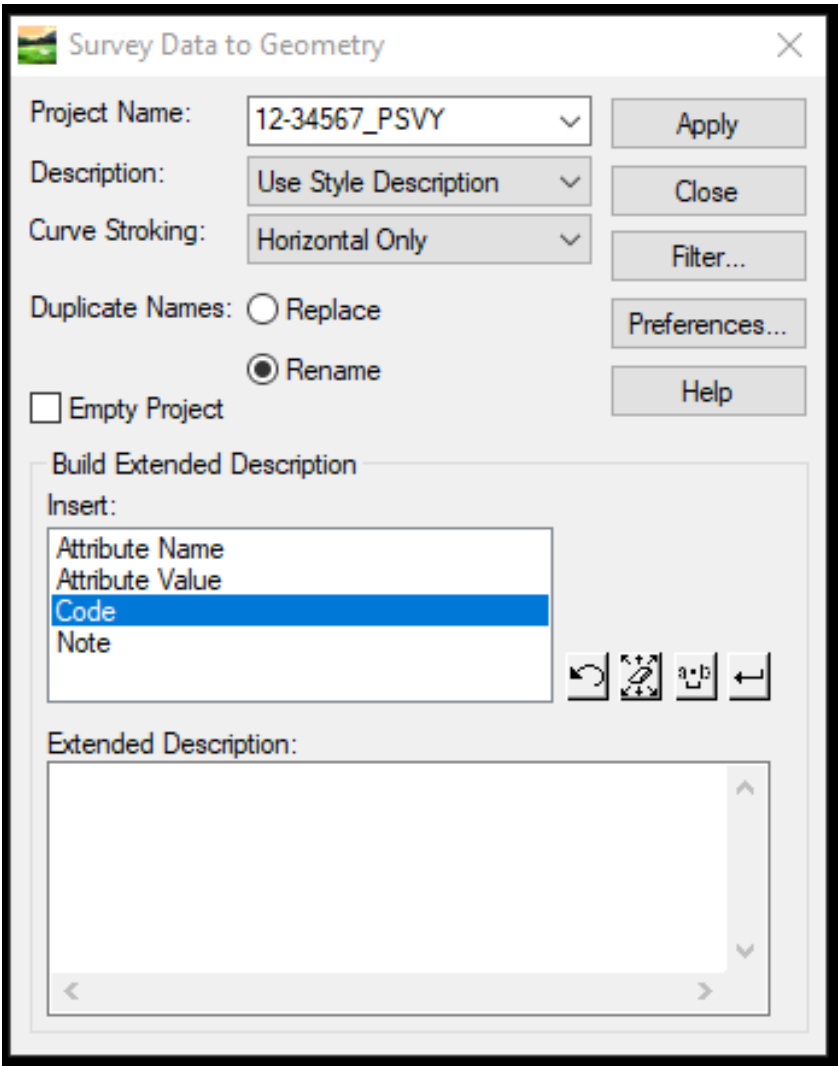 Survey Data to Geometry
Project Name: 12-34567_PSVY Apply
Description: Use Style Description Close
Curve Stroking: Horizontal Only Filter...
Duplicate Names: Replace Preferences...
Rename Help
Empty Project
Build Extended Description
Insert:
Attribute Name
Attribute Value
Code
Note
a b
Extended Description: